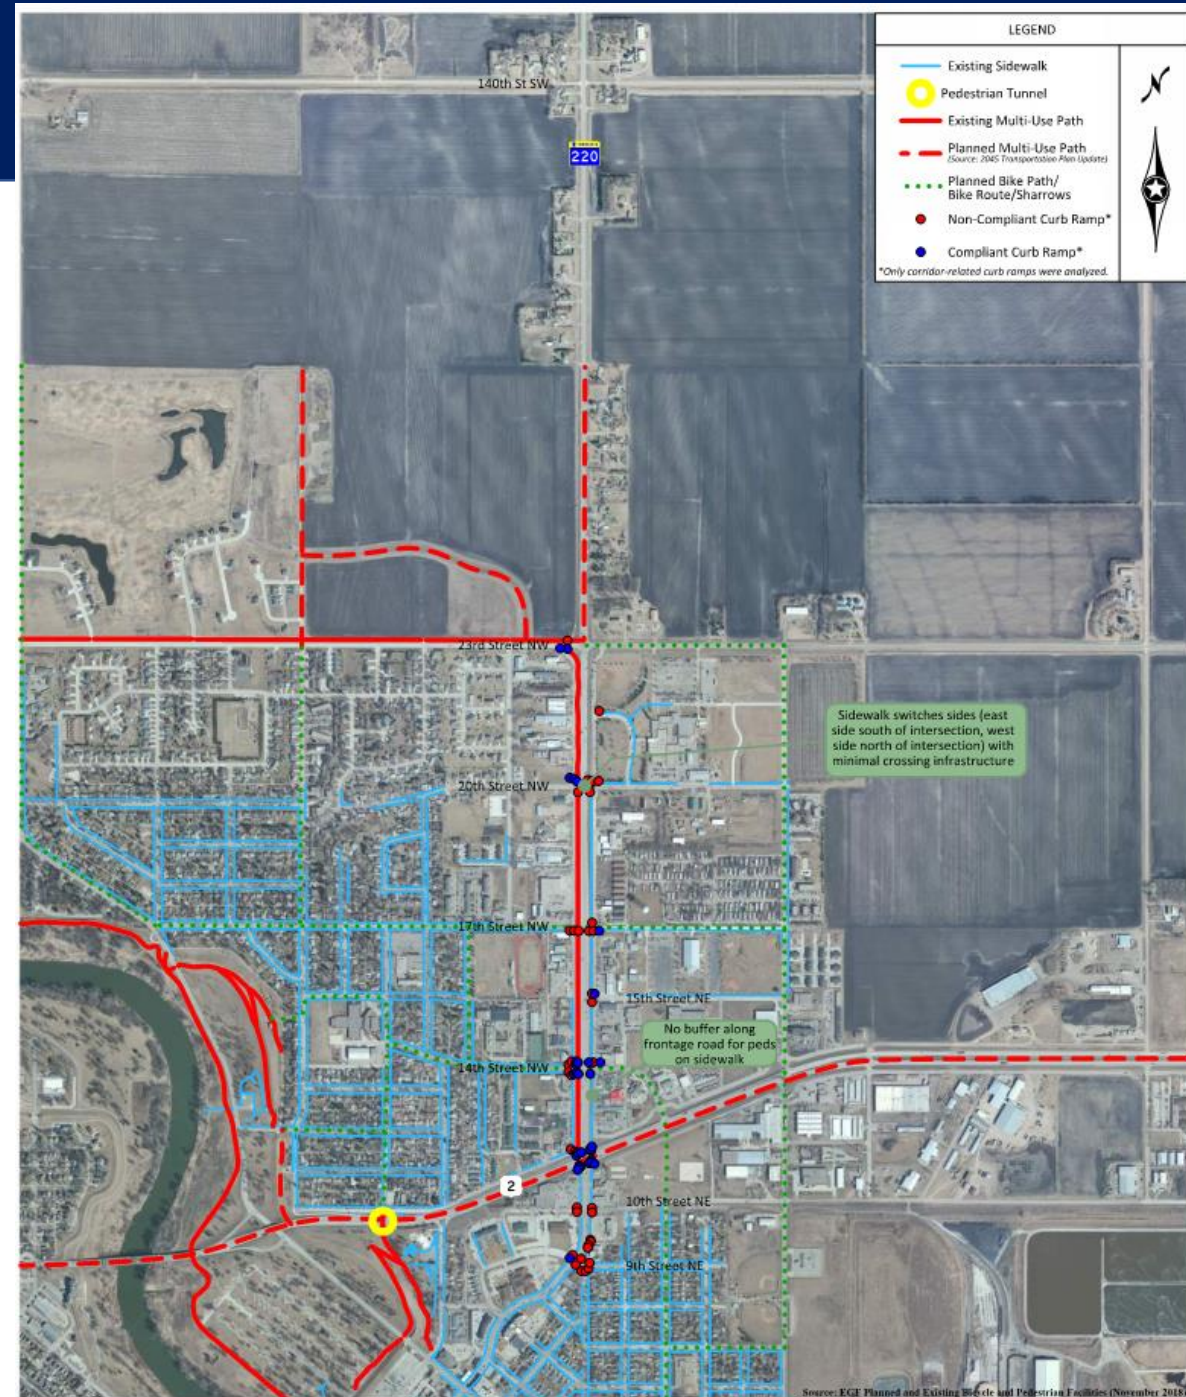 LEGEND
Existing Sidewalk
Pedestrian Tunnel
Existing Multi-Use Path
Planned Multi-Use Path
(Source: 2045 Transportation Plan Update)
Planned Bike Path/
Bike Route/Sharrows
Non-Compliant Curb Ramp*
Compliant Curb Ramp*
*Only corridor-related curb ramps were analyzed.
N
140th St SW
220
23rd Street NW
Sidewalk switches sides (east
side south of intersection, west
side north of intersection) with
minimal crossing infrastructure
20th Street NW
17th Street NW
15th Street NE
No buffer along
frontage road for peds
on sidewalk
14th Street NW
2
10th Street NE
9th Street NE
Source: EGF Planned and Existing Bicycle and Pedestrian Facilities (November 2018)